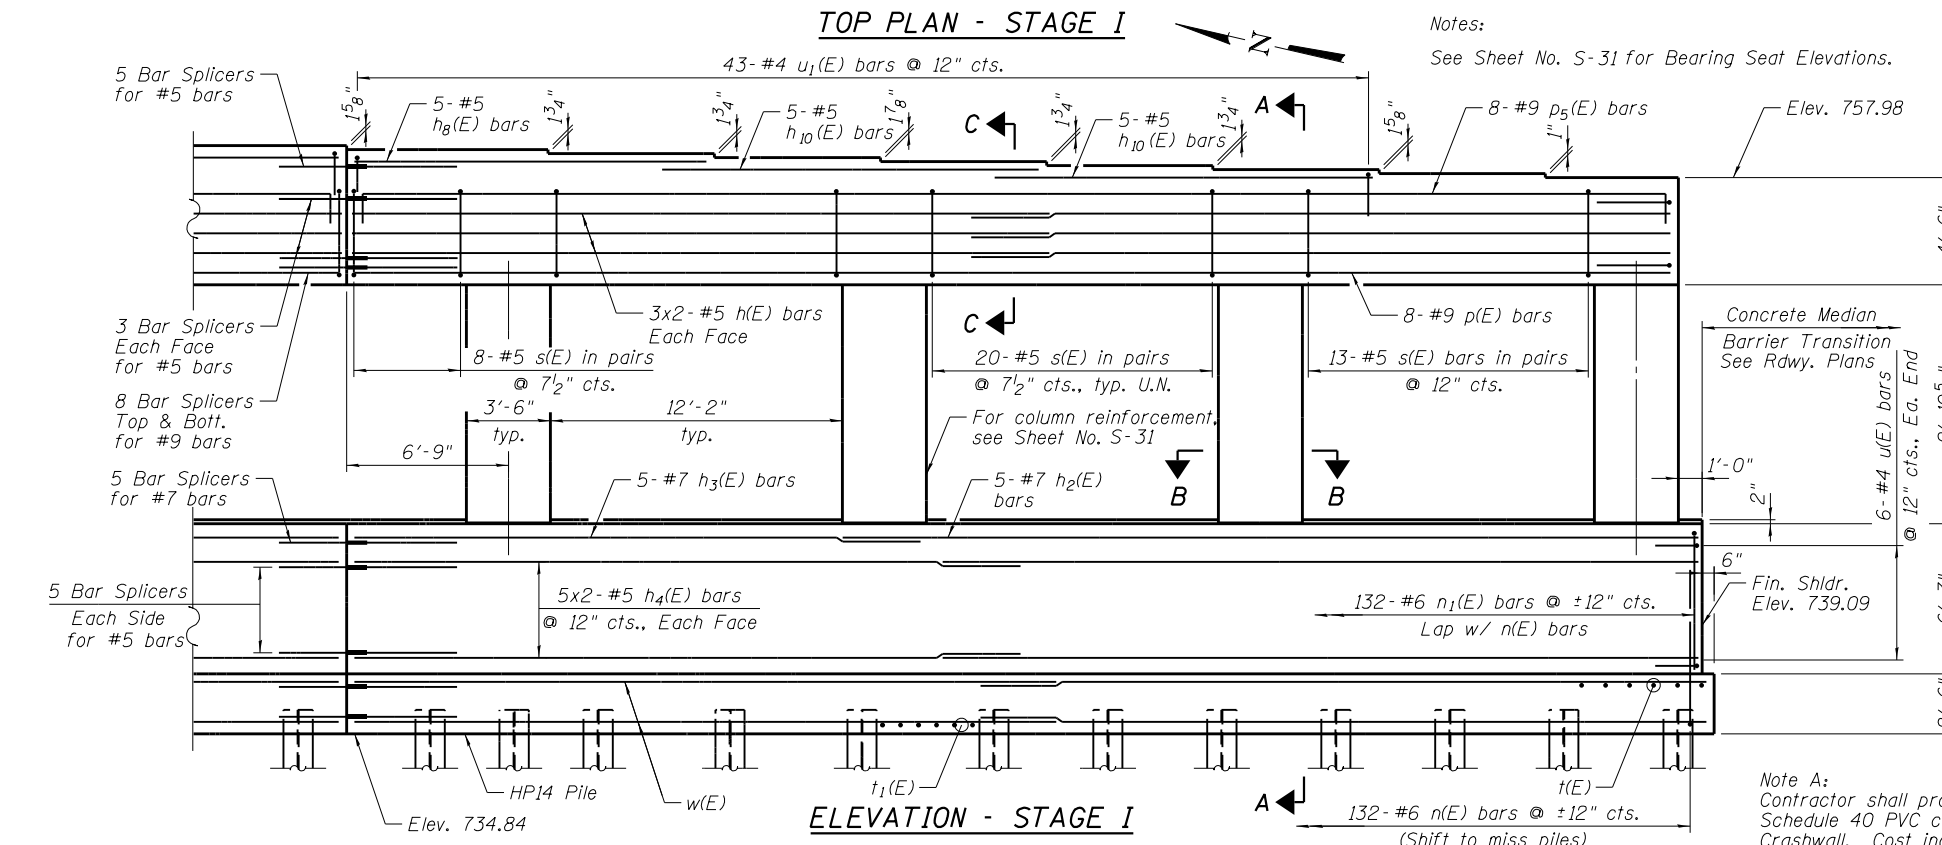 TOP PLAN - STAGE I
N
Notes:
See Sheet No. S-31 for Bearing Seat Elevations.
5 Bar Splicers
for #5 bars
43-#4 u1(E) bars @ 12" cts.
1 5/8"
5-#5
h8(E) bars
1 3/4"
1 3/4"
5-#5
h10(E) bars
1 7/8"
C
1 3/4"
5-#5
h10(E) bars
1 3/4"
A
1 5/8"
8-#9 p5(E) bars
1"
Elev. 757.98
3 Bar Splicers
Each Face
for #5 bars
8 Bar Splicers
Top & Bott.
for #9 bars
3x2-#5 h(E) bars
Each Face
C
8-#9 p(E) bars
Concrete Median
Barrier Transition
See Rdwy. Plans
8-#5 s(E) in pairs
@ 7 1/2" cts.
20-#5 s(E) in pairs
@ 7 1/2" cts., typ. U.N.
13-#5 s(E) bars in pairs
@ 12" cts.
3'-6"
typ.
12'-2"
typ.
For column reinforcement,
see Sheet No. S-31
6'-9"
B
B
6-#4 u(E) bars
@ 12" cts., Ea. End
5 Bar Splicers
for #7 bars
5-#7 h3(E) bars
5-#7 h2(E)
bars
1'-0"
2"
6"
5 Bar Splicers
Each Side
for #5 bars
5x2-#5 h4(E) bars
@ 12" cts., Each Face
132-#6 n1(E) bars @ ±12" cts.
Lap w/ n(E) bars
Fin. Shldr.
Elev. 739.09
HP14 Pile
Elev. 734.84
w(E)
t1(E)
t(E)
A
132-#6 n(E) bars @ ±12" cts.
(Shift to miss piles)
ELEVATION - STAGE I
Note A:
Contractor shall
Schedule 40 PVC
Crashwall. Cost